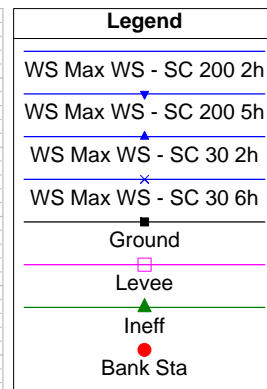 Legend
WS Max WS - SC 200 2h
WS Max WS - SC 200 5h
WS Max WS - SC 30 2h
WS Max WS - SC 30 6h
Ground
Levee
Ineff
Bank Sta